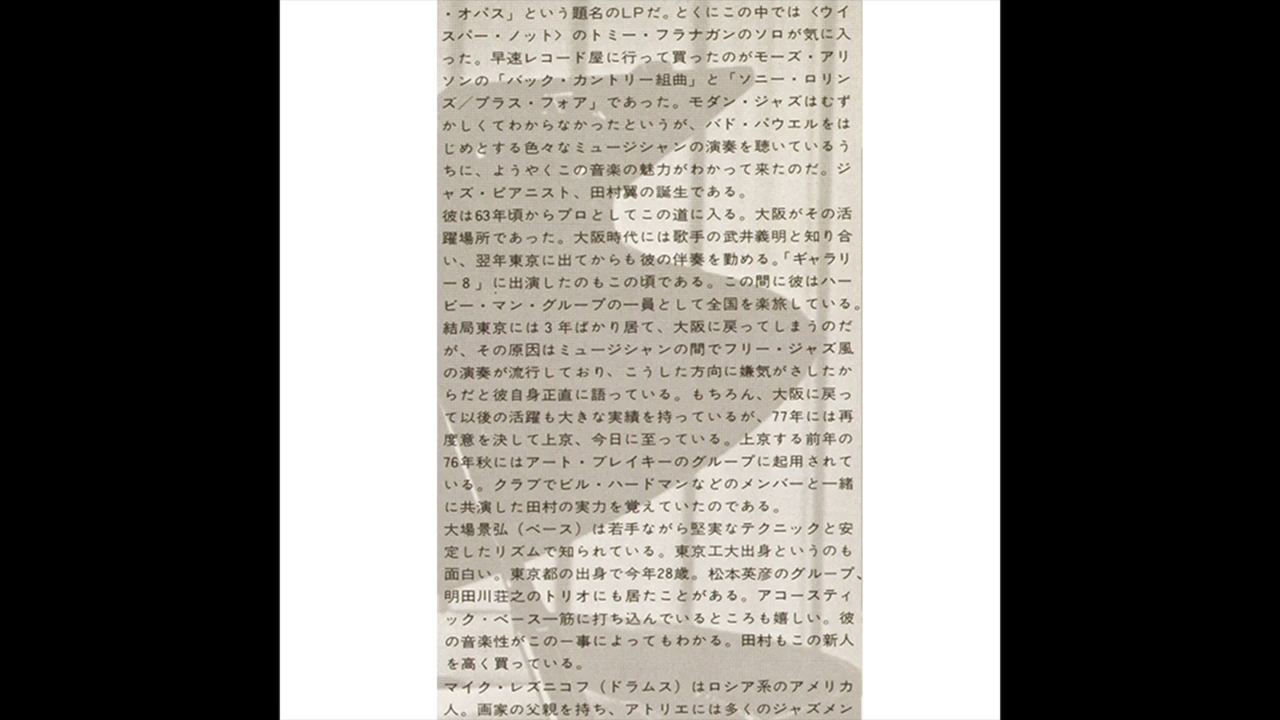 ・オパス」という題名のLPだ。とくにこの中では〈ウイ
スパー・ノット〉のトミー・フラナガンのソロが気に入
った。早速レコード屋に行って買ったのがモーズ・アリ
ソンの「バック・カントリー組曲」と「ソニー・ロリン
ズ／プラス・フォア」であった。モダン・ジャズはむず
かしくてわからなかったというが、バド・パウエルをは
じめとする色々なミュージシャンの演奏を聴いているう
ちに、ようやくこの音楽の魅力がわかって来たのだ。ジ
ャズ・ピアニスト、田村翼の誕生である。
彼は63年頃からプロとしてこの道に入る。大阪がその活
躍場所であった。大阪時代には歌手の武井義明と知り合
い、翌年東京に出てからも彼の伴奏を勤める。「ギャラリ
ー８」に出演したのもこの頃である。この間に彼はハー
ビー・マン・グループの一員として全国を楽旅している。
結局東京には３年ばかり居て、大阪に戻ってしまうのだ
が、その原因はミュージシャンの間でフリー・ジャズ風
の演奏が流行しており、こうした方向に嫌気がさしたか
らだと彼自身正直に語っている。もちろん、大阪に戻っ
て以後の活躍も大きな実績を持っているが、77年には再
度意を決して上京、今日に至っている。上京する前年の
76年秋にはアート・ブレイキーのグループに起用されて
いる。クラブでビル・ハードマンなどのメンバーと一緒
に共演した田村の実力を覚えていたのである。
大場景弘（ベース）は若手ながら堅実なテクニックと安
定したリズムで知られている。東京工大出身というのも
面白い。東京都の出身で今年28歳。松本英彦のグループ、
明田川荘之のトリオにも居たことがある。アコースティ
ック・ベース一筋に打ち込んでいるところも嬉しい。彼
の音楽性がこの一事によってもわかる。田村もこの新人
を高く買っている。
マイク・レズニコフ（ドラムス）はロシア系のアメリカ
人。画家の父親を持ち、アトリエには多くのジャズメン